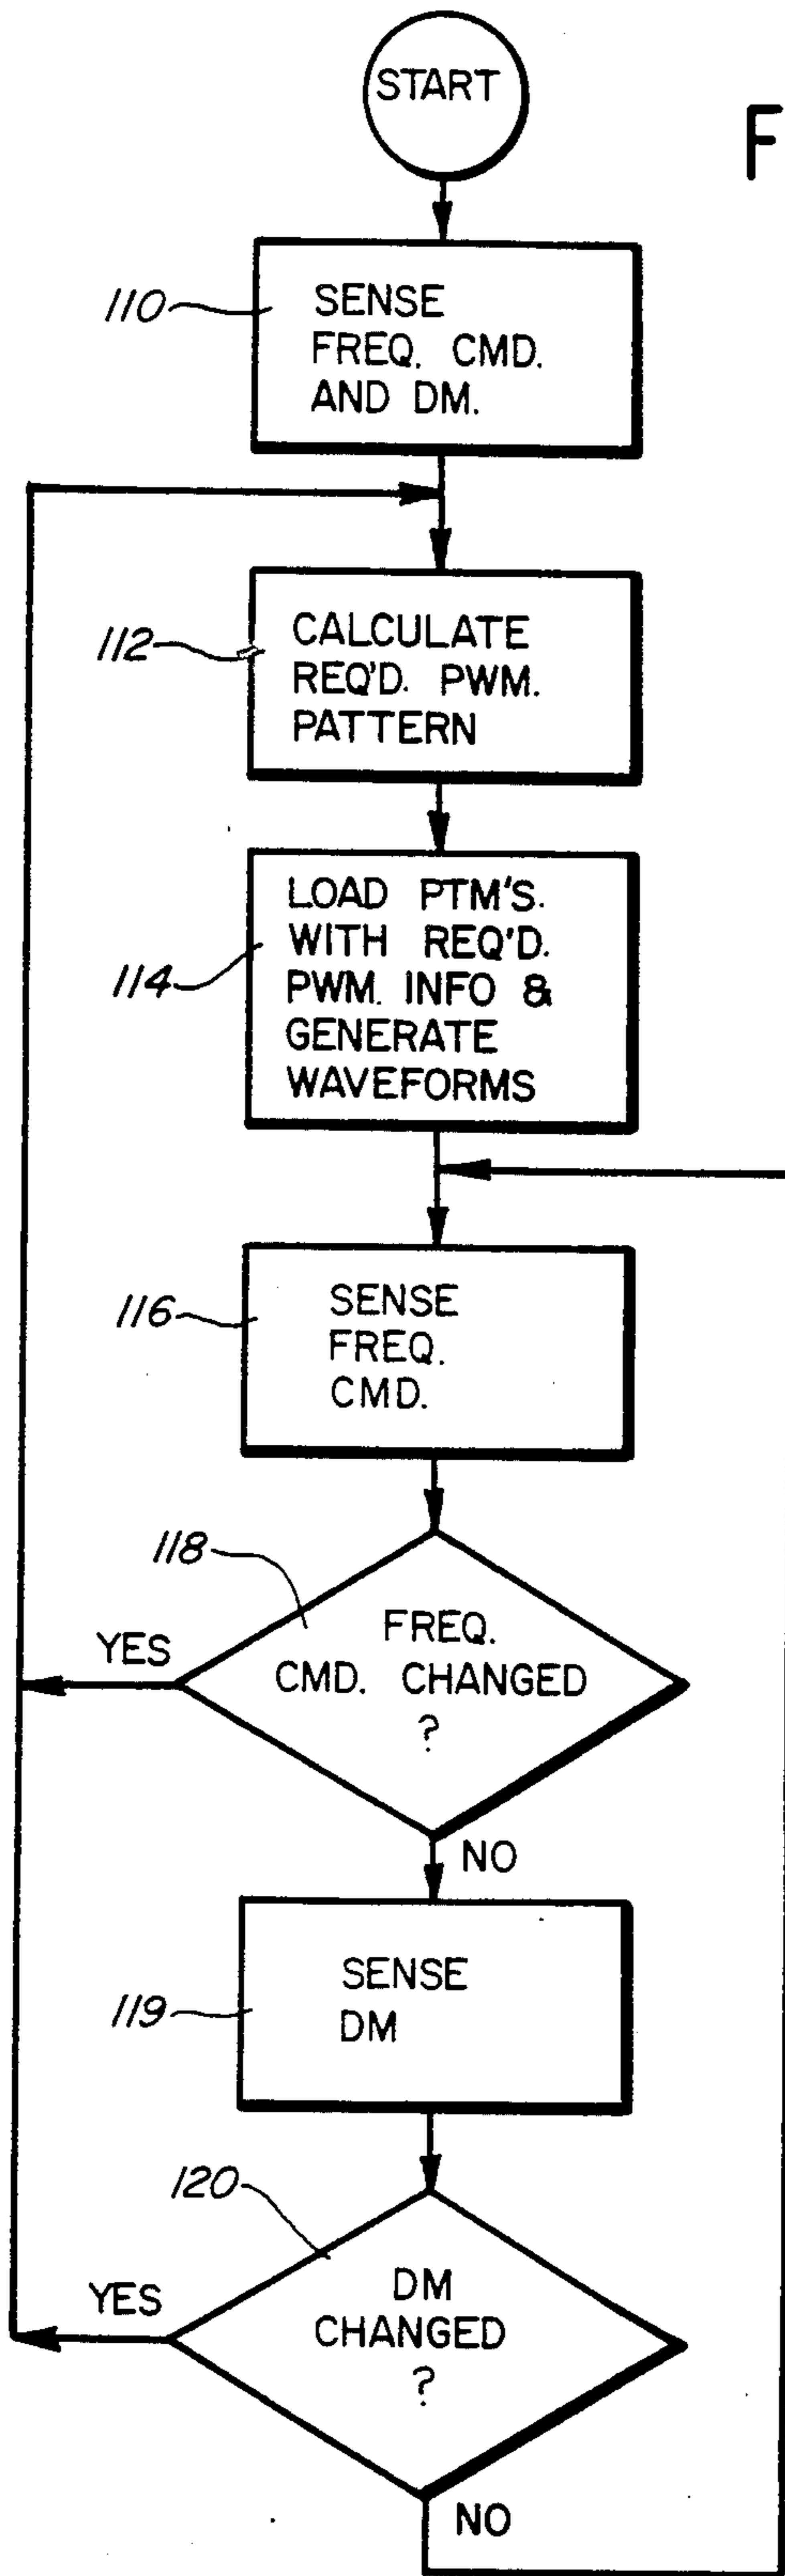 START
F
110
SENSE
FREQ. CMD.
AND DM.
112
CALCULATE
REQ'D. PWM.
PATTERN
114
LOAD PTM'S.
WITH REQ'D.
PWM. INFO &
GENERATE
WAVEFORMS
116
SENSE
FREQ.
CMD.
118
FREQ.
CMD. CHANGED
?
YES
NO
119
SENSE
DM
120
DM
CHANGED
?
YES
NO